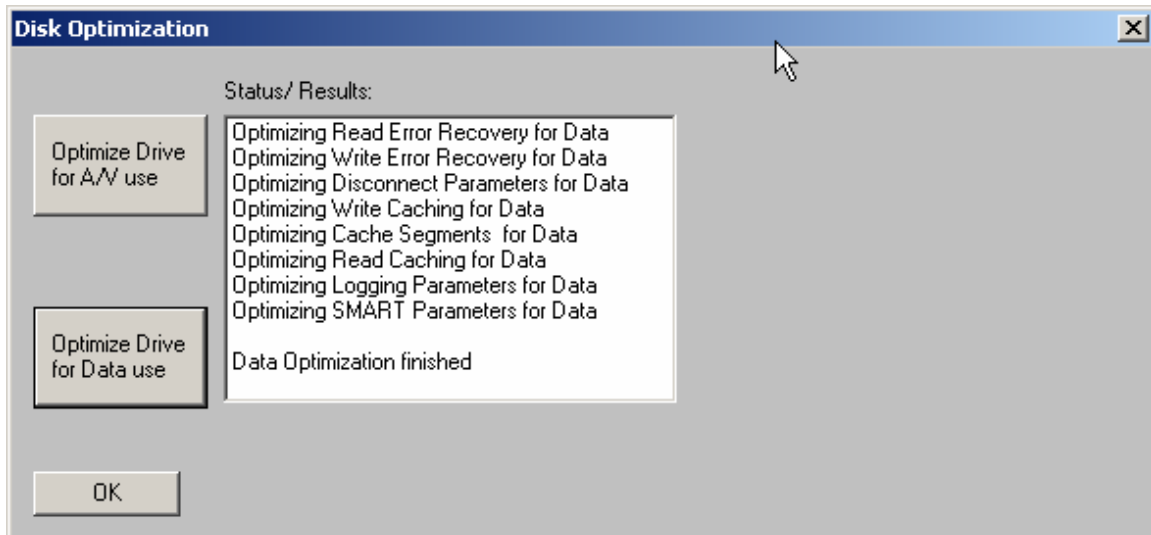 Disk Optimization
Status/ Results:
Optimize Drive
for A/V use
Optimizing Read Error Recovery for Data
Optimizing Write Error Recovery for Data
Optimizing Disconnect Parameters for Data
Optimizing Write Caching for Data
Optimizing Cache Segments  for Data
Optimizing Read Caching for Data
Optimizing Logging Parameters for Data
Optimizing SMART Parameters for Data
Data Optimization finished
Optimize Drive
for Data use
OK